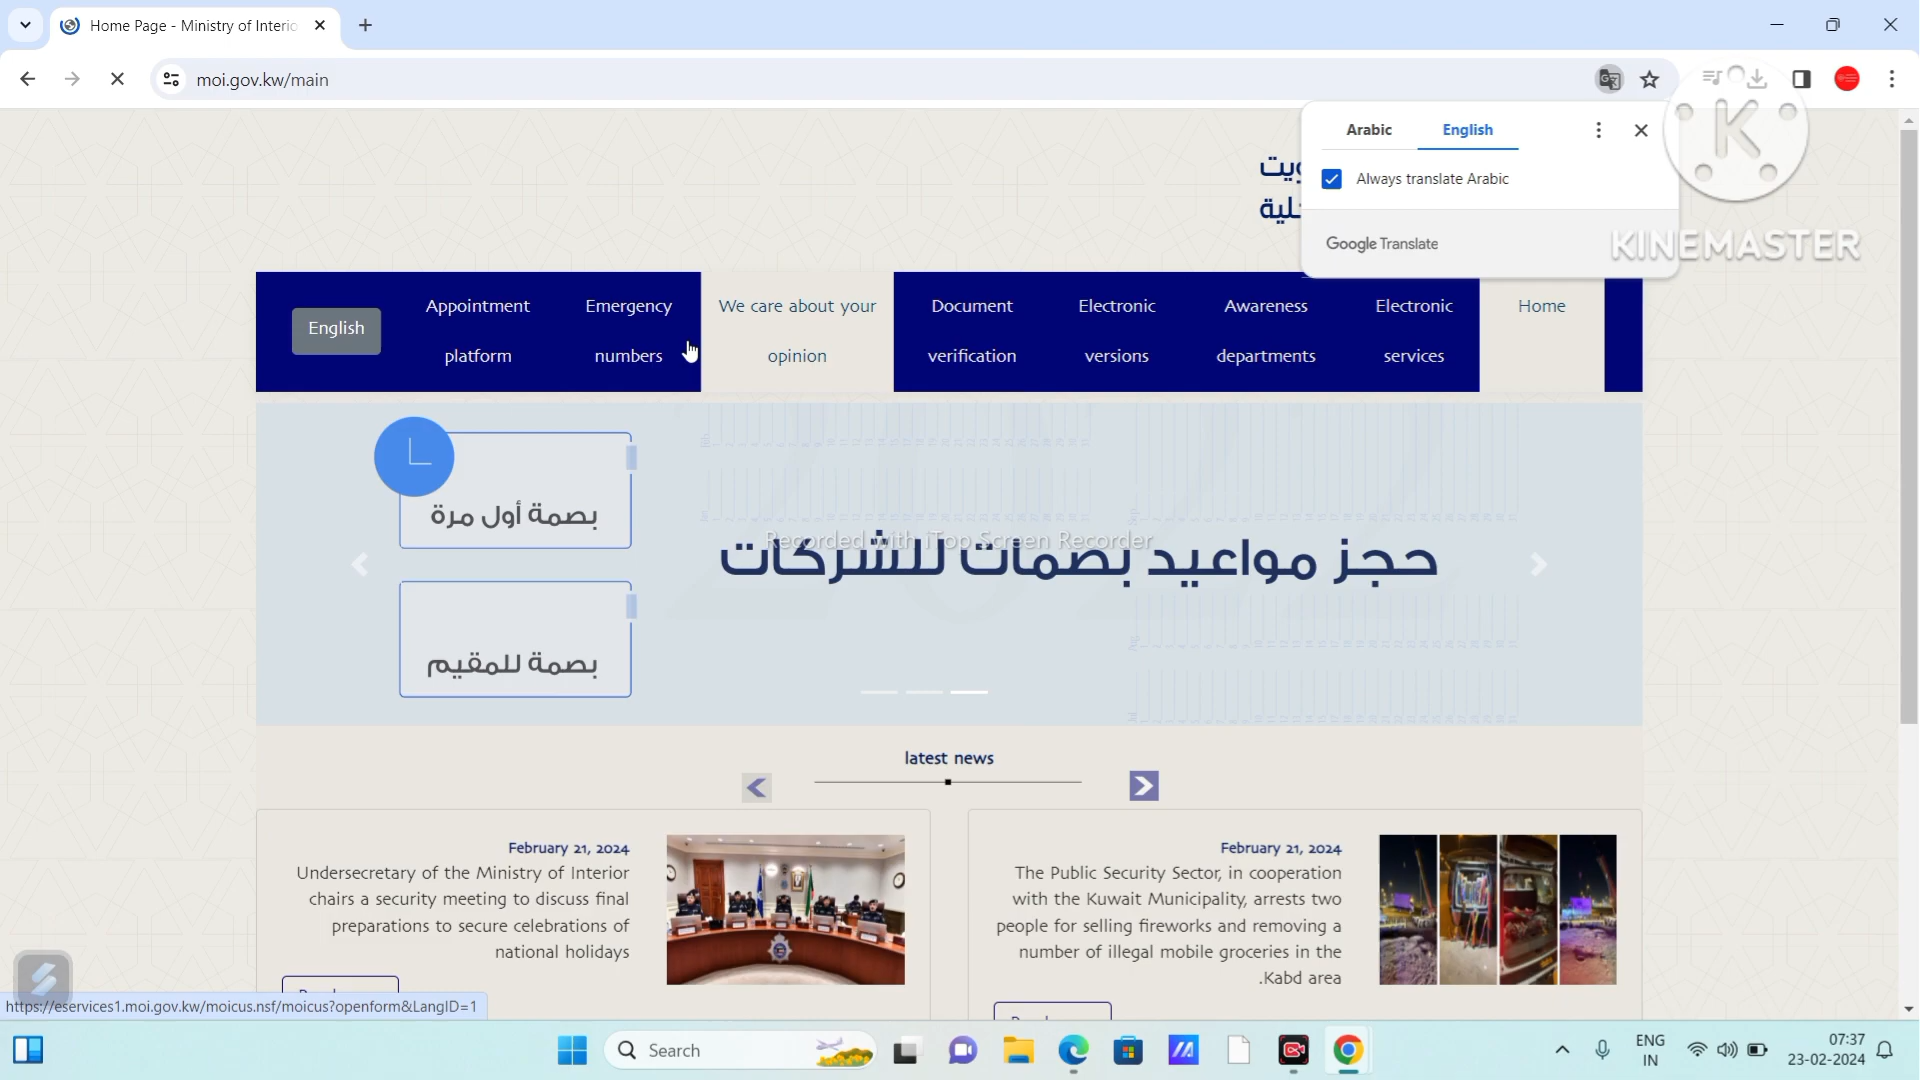 Home Page - Ministry of Interio
moi.gov.kw/main
Arabic English
Always translate Arabic
Google Translate
KINEMASTER
K
ويت
خلية
English
Appointment
platform
Emergency
numbers
We care about your
opinion
Document
verification
Electronic
versions
Awareness
departments
Electronic
services
Home
بصمة أول مرة
بصمة للمقيم
حجز مواعيد بصمات للشركات
Recorded with iTop Screen Recorder
latest news
February 21, 2024
Undersecretary of the Ministry of Interior
chairs a security meeting to discuss final
preparations to secure celebrations of
national holidays
February 21, 2024
The Public Security Sector, in cooperation
with the Kuwait Municipality, arrests two
people for selling fireworks and removing a
number of illegal mobile groceries in the
.Kabd area
https://eservices1.moi.gov.kw/moicus.nsf/moicus?openform&LangID=1
Search
ENG
IN
07:37
23-02-2024